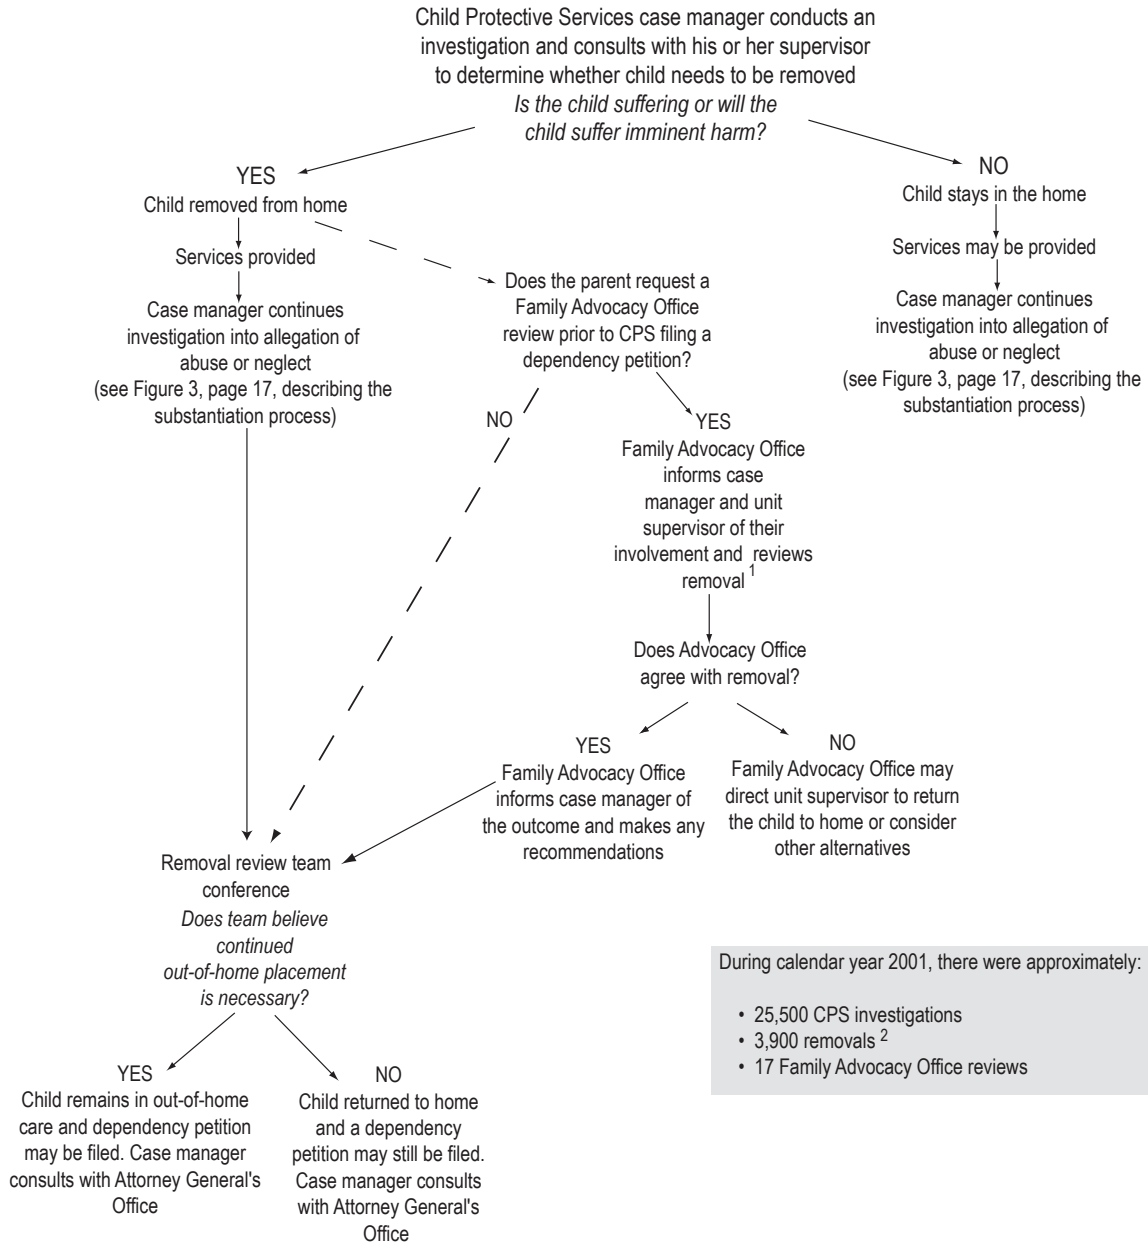 Child Protective Services case manager conducts an
investigation and consults with his or her supervisor
to determine whether child needs to be removed
Is the child suffering or will the
child suffer imminent harm?
YES
Child removed from home
Services provided
Case manager continues
investigation into allegation of
abuse or neglect
(see Figure 3, page 17, describing the
substantiation process)
NO
Child stays in the home
Services may be provided
Case manager continues
investigation into allegation of
abuse or neglect
(see Figure 3, page 17, describing the
substantiation process)
Does the parent request a
Family Advocacy Office
review prior to CPS filing a
dependency petition?
NO
YES
Family Advocacy Office
informs case
manager and unit
supervisor of their
involvement and reviews
removal 1
Does Advocacy Office
agree with removal?
YES
Family Advocacy Office
informs case manager of
the outcome and makes any
recommendations
NO
Family Advocacy Office may
direct unit supervisor to return
the child to home or consider
other alternatives
Removal review team
conference
Does team believe
continued
out-of-home placement
is necessary?
YES
Child remains in out-of-home
care and dependency petition
may be filed. Case manager
consults with Attorney General's
Office
NO
Child returned to home
and a dependency
petition may still be filed.
Case manager consults
with Attorney General's
Office
During calendar year 2001, there were approximately:
• 25,500 CPS investigations
• 3,900 removals 2
• 17 Family Advocacy Office reviews